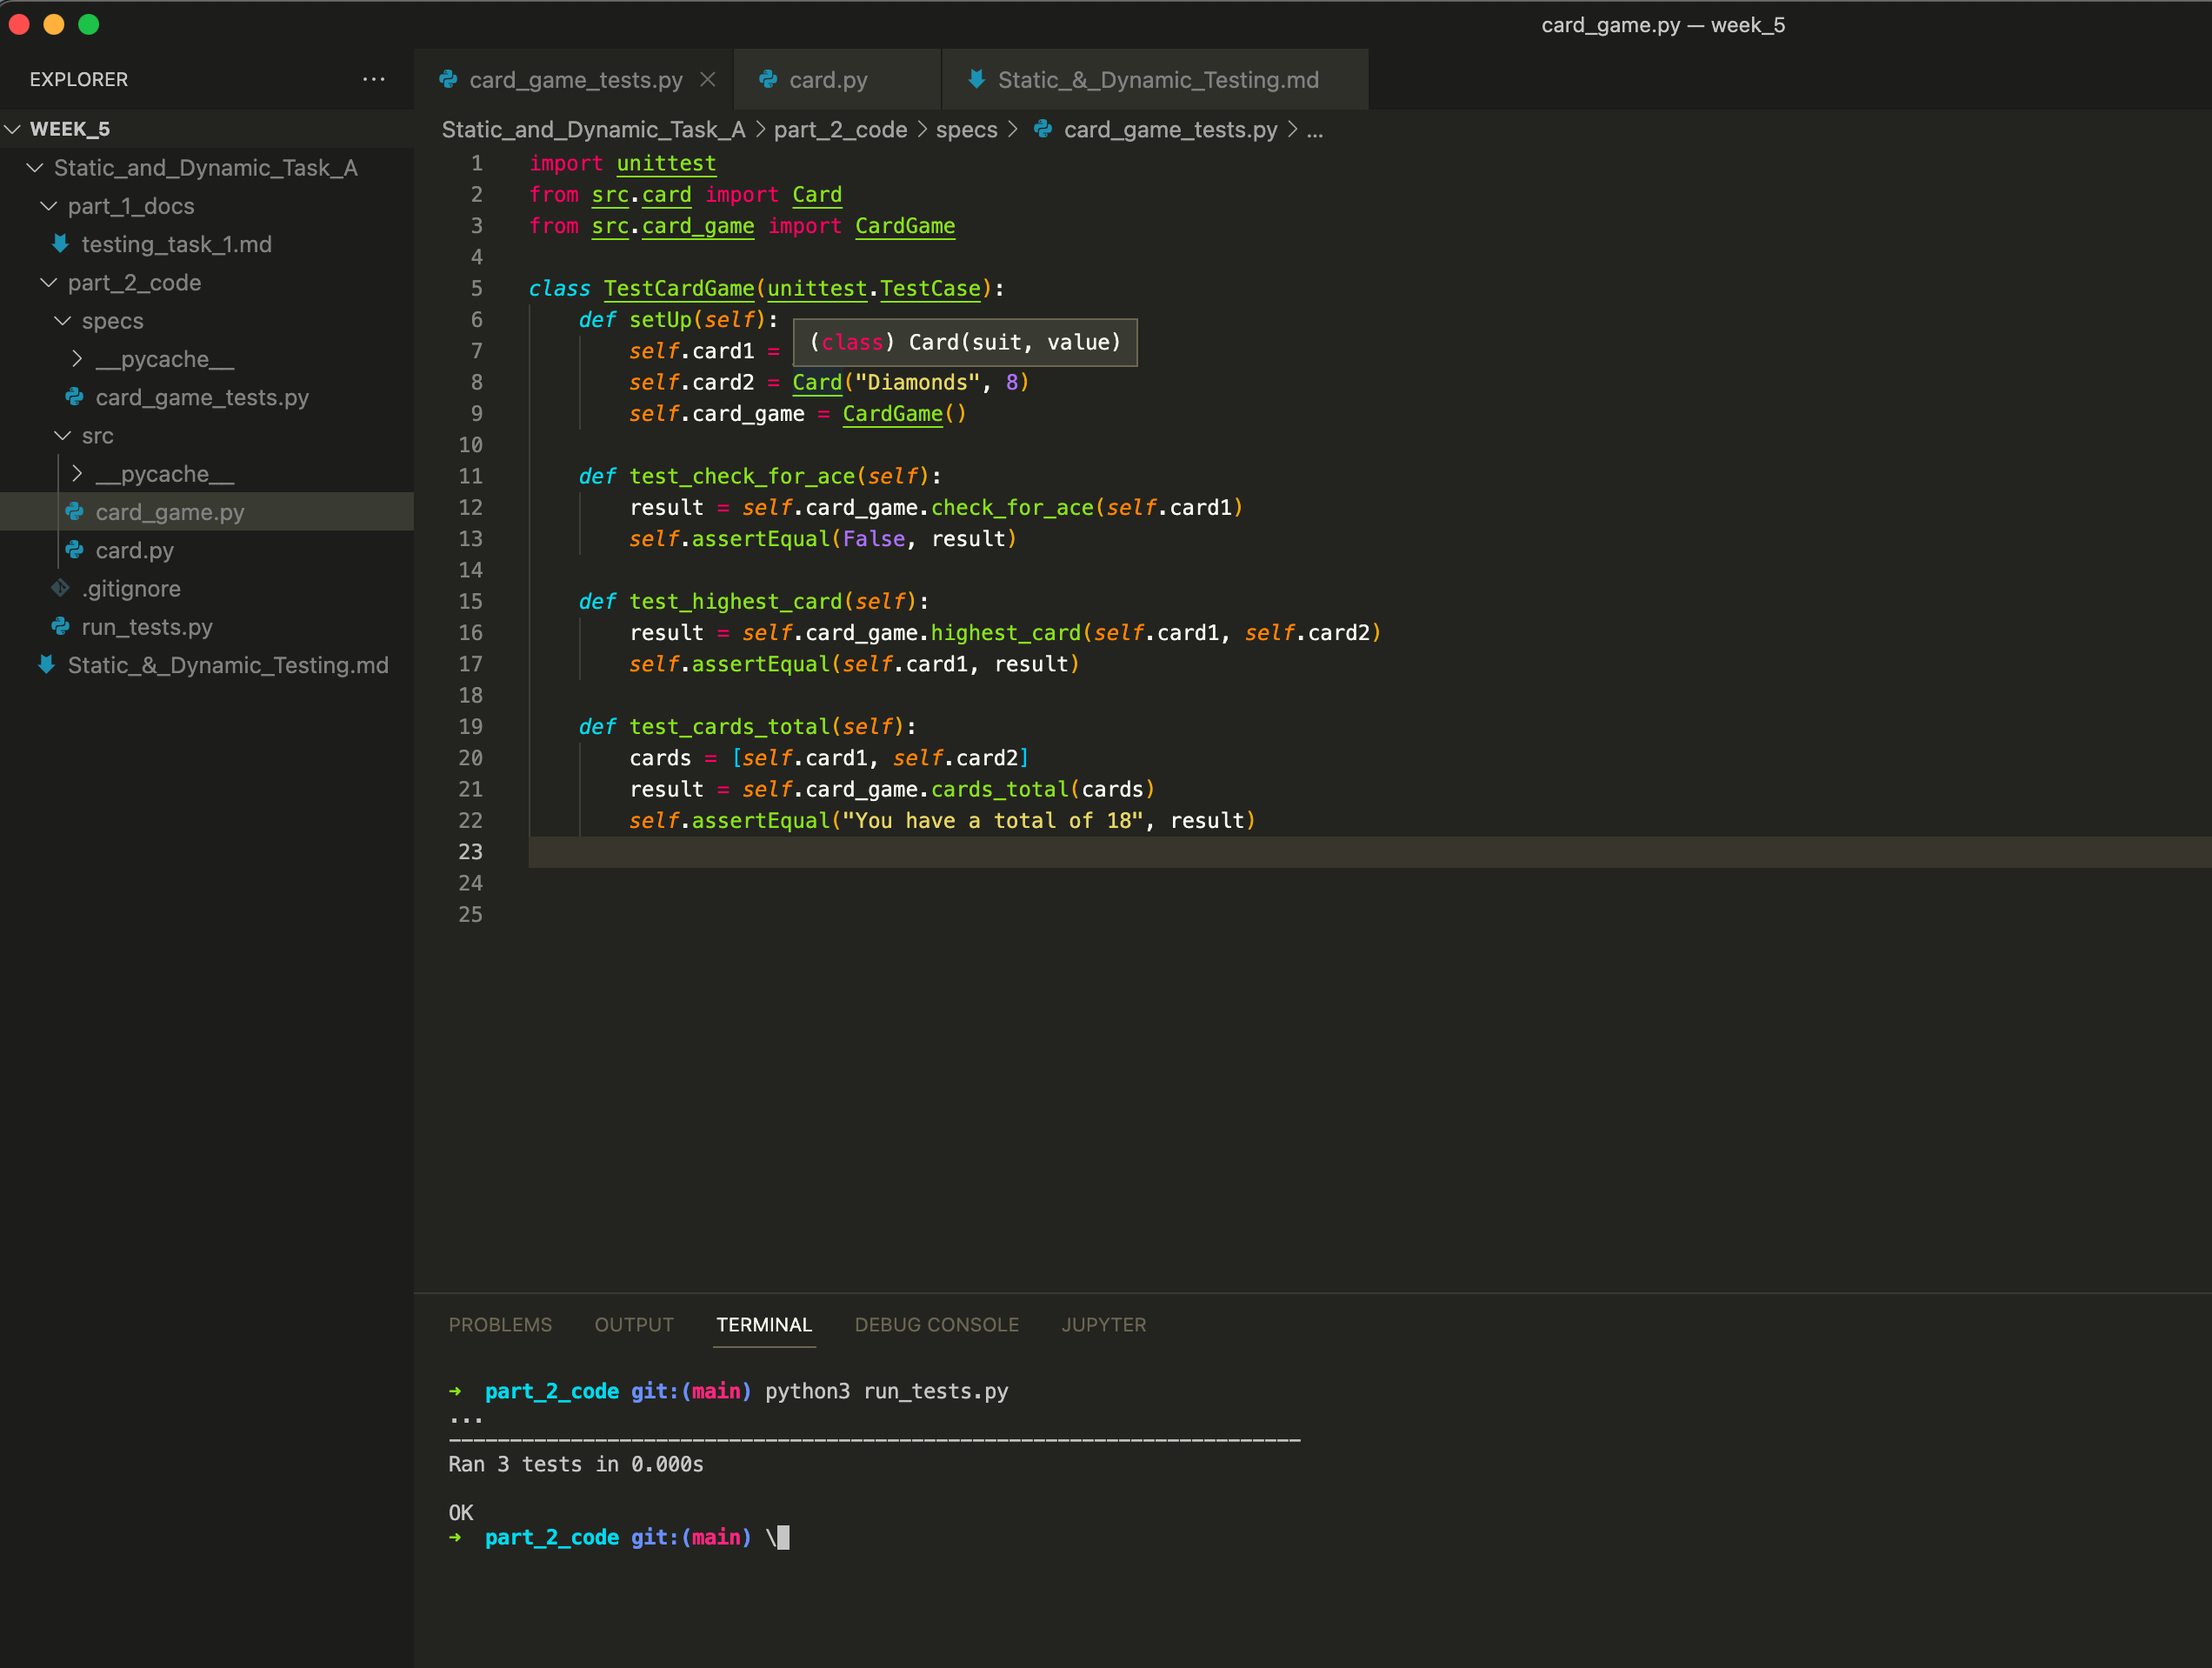 card_game.py — week_5
EXPLORER
...
WEEK_5
Static_and_Dynamic_Task_A
part_1_docs
testing_task_1.md
part_2_code
specs
__pycache__
card_game_tests.py
src
__pycache__
card_game.py
card.py
.gitignore
run_tests.py
Static_&_Dynamic_Testing.md
card_game_tests.py
card.py
Static_&_Dynamic_Testing.md
Static_and_Dynamic_Task_A > part_2_code > specs > card_game_tests.py > ...
1 import unittest
2 from src.card import Card
3 from src.card_game import CardGame
4
5 class TestCardGame(unittest.TestCase):
6     def setUp(self):
(class) Card(suit, value)
7         self.card1 =
8         self.card2 = Card("Diamonds", 8)
9         self.card_game = CardGame()
10
11     def test_check_for_ace(self):
12         result = self.card_game.check_for_ace(self.card1)
13         self.assertEqual(False, result)
14
15     def test_highest_card(self):
16         result = self.card_game.highest_card(self.card1, self.card2)
17         self.assertEqual(self.card1, result)
18
19     def test_cards_total(self):
20         cards = [self.card1, self.card2]
21         result = self.card_game.cards_total(cards)
22         self.assertEqual("You have a total of 18", result)
23
24
25
PROBLEMS OUTPUT TERMINAL DEBUG CONSOLE JUPYTER
➜ part_2_code git:(main) python3 run_tests.py
...
----------------------------------------------------------------------
Ran 3 tests in 0.000s
OK
➜ part_2_code git:(main) \